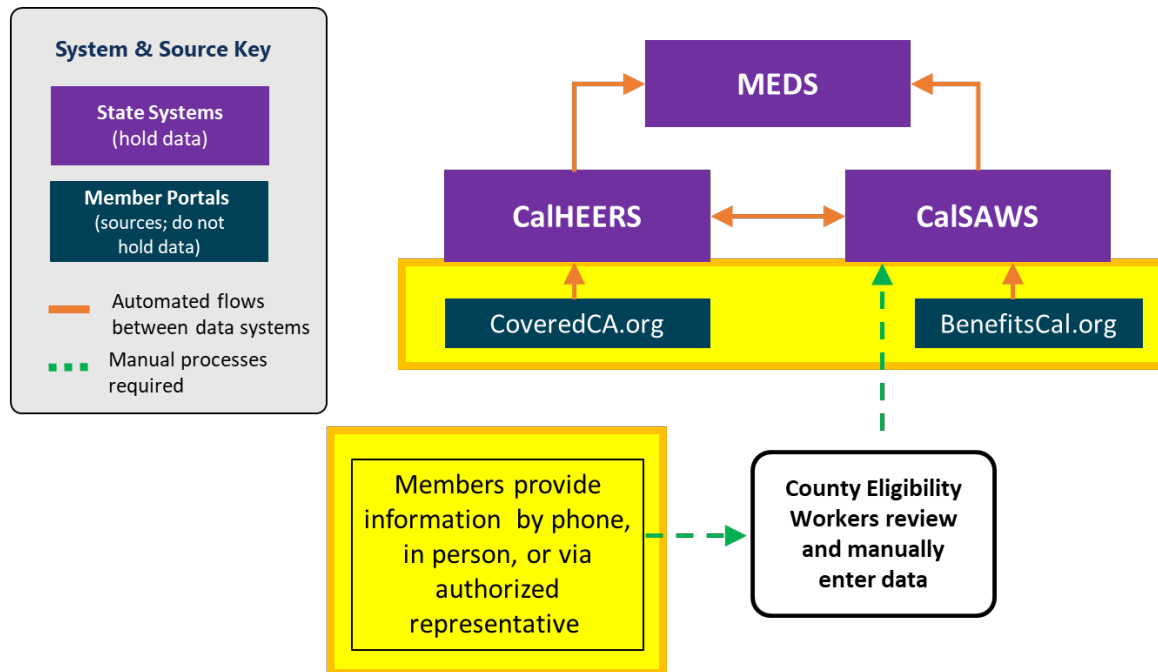 System & Source Key
State Systems
(hold data)
Member Portals
(sources; do not
hold data)
Automated flows
between data systems
Manual processes
required
MEDS
CalHEERS
CalSAWS
CoveredCA.org
BenefitsCal.org
Members provide
information by phone,
in person, or via
authorized
representative
County Eligibility
Workers review
and manually
enter data